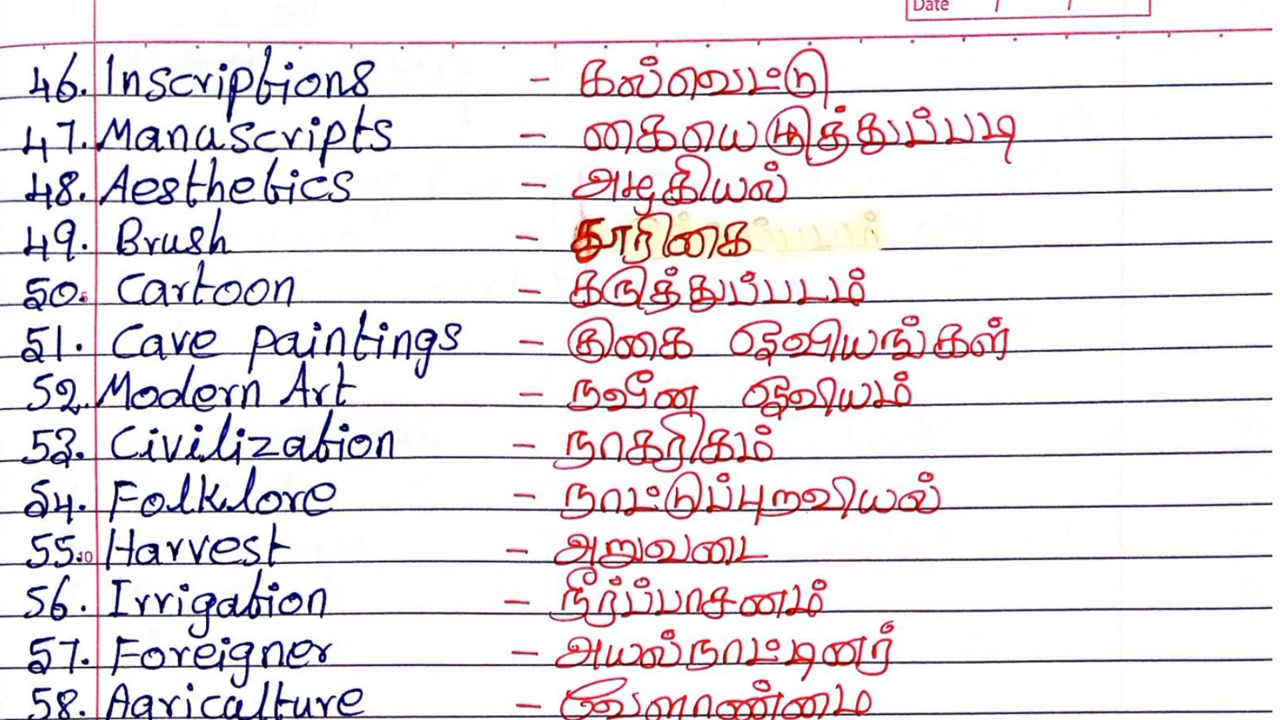 Date / /
46. Inscriptions - கல்வெட்டு
47. Manuscripts - கையெழுத்துப்படி
48. Aesthetics - அழகியல்
49. Brush - தூரிகை
50. Cartoon - கருத்துப்படம்
51. Cave paintings - குகை ஓவியங்கள்
52. Modern Art - நவீன ஓவியம்
53. Civilization - நாகரிகம்
54. Folklore - நாட்டுப்புறவியல்
55. Harvest - அறுவடை
56. Irrigation - நீர்ப்பாசனம்
57. Foreigner - அயல்நாட்டினர்
58. Agriculture - வேளாண்மை